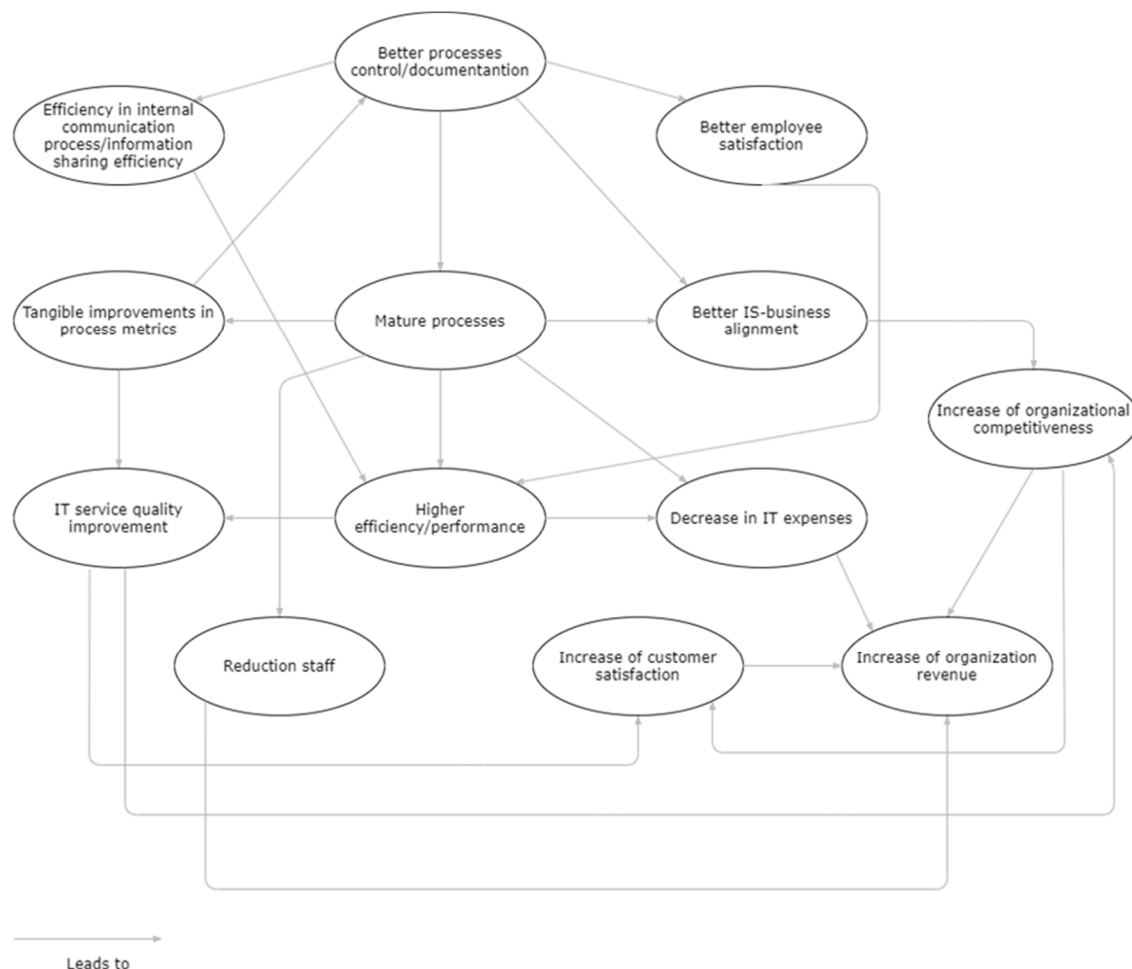 Better processes
control/documentantion
Efficiency in internal
communication
process/information
sharing efficiency
Better employee
satisfaction
Tangible improvements in
process metrics
Mature processes
Better IS-business
alignment
Increase of organizational
competitiveness
IT service quality
improvement
Higher
efficiency/performance
Decrease in IT expenses
Reduction staff
Increase of customer
satisfaction
Increase of organization
revenue
Leads to